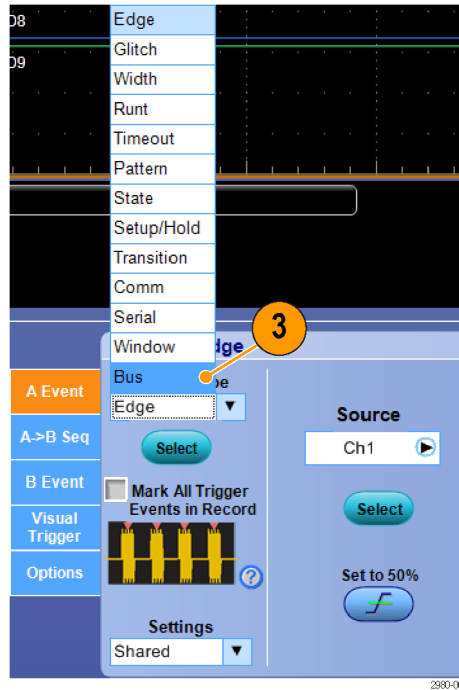 08
Edge
Glitch
09
Width
Runt
Timeout
Pattern
State
Setup/Hold
Transition
Comm
Serial
3
Window
dge
Bus
pe
A Event
Edge
Source
A->B Seq
Select
Ch1
B Event
Mark All Trigger
Events in Record
Select
Visual
Trigger
Options
Set to 50%
Settings
Shared